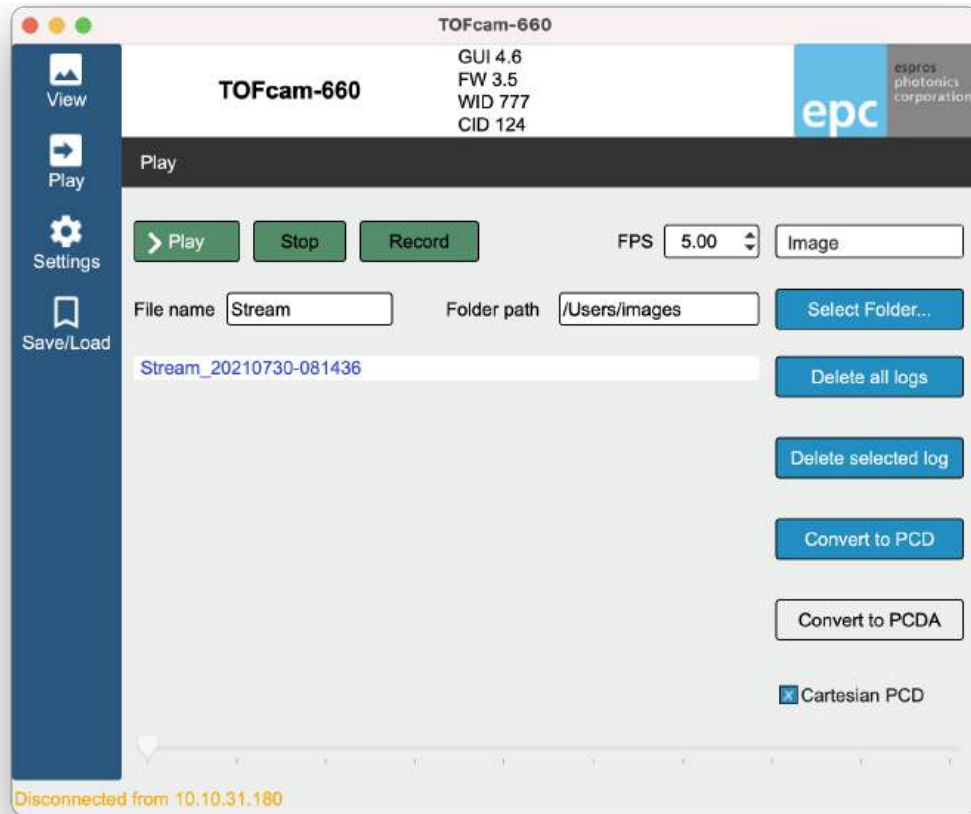 TOFcam-660
View
Play
Settings
Save/Load
TOFcam-660
GUI 4.6
FW 3.5
WID 777
CID 124
epc
espros
photonics
corporation
Play
Play
Stop
Record
FPS
5.00
Image
File name
Stream
Folder path
/Users/images
Select Folder...
Stream_20210730-081436
Delete all logs
Delete selected log
Convert to PCD
Convert to PCDA
x
Cartesian PCD
Disconnected from 10.10.31.180